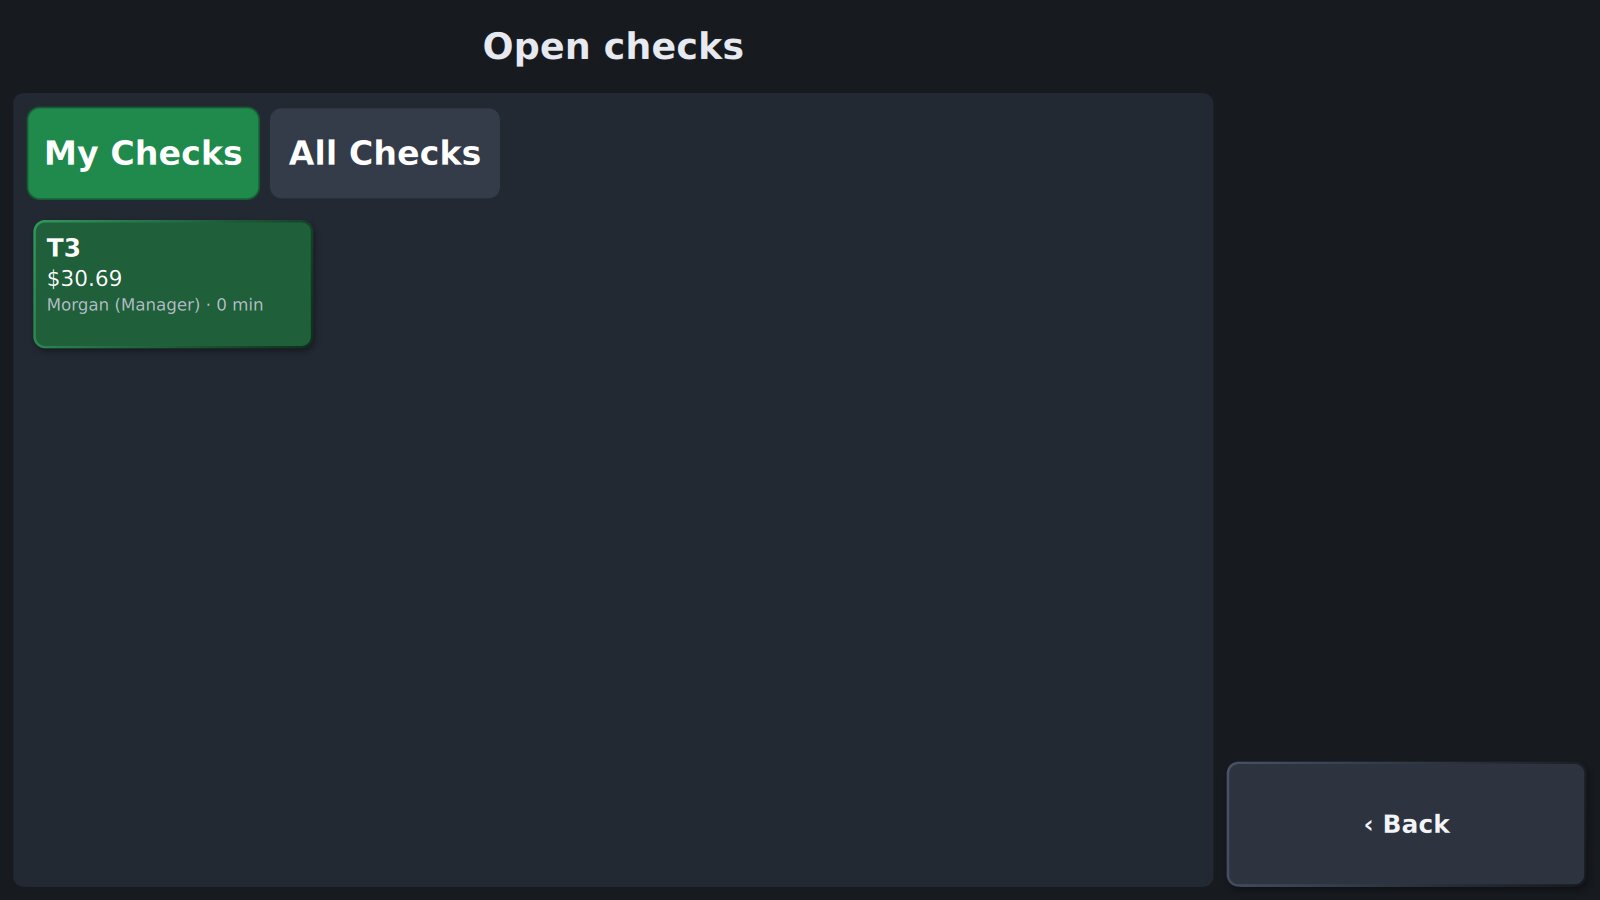 Open checks
My Checks
All Checks
T3
$30.69
Morgan (Manager) · 0 min
‹ Back